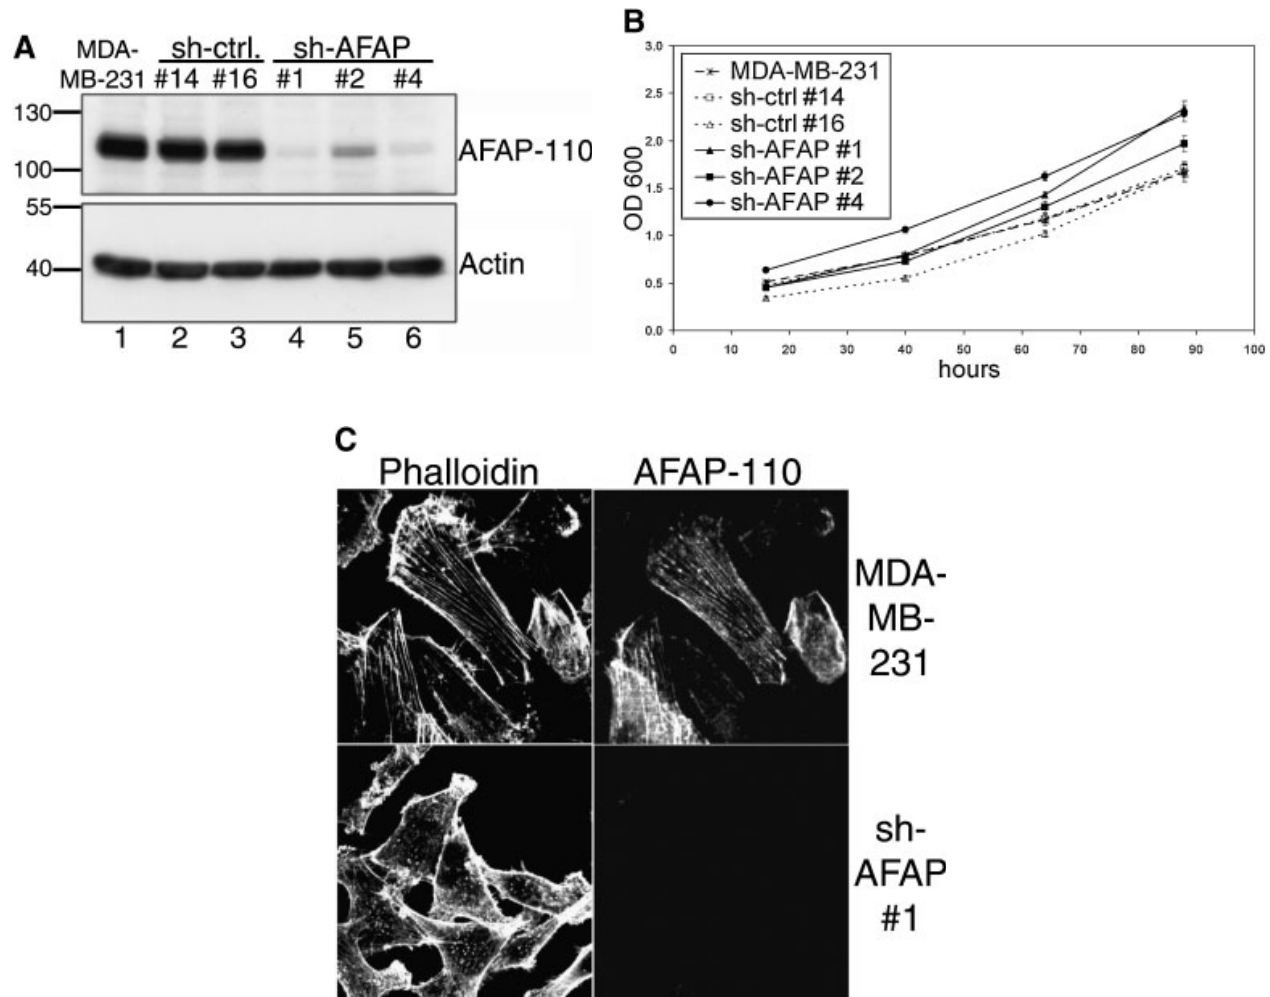 A
MDA-MB-231
sh-ctrl.
sh-AFAP
#14 #16 #1 #2 #4
130
100
AFAP-110
55
40
Actin
1 2 3 4 5 6
B
3.0
2.5
2.0
1.5
1.0
0.5
0.0
OD 600
MDA-MB-231
sh-ctrl #14
sh-ctrl #16
sh-AFAP #1
sh-AFAP #2
sh-AFAP #4
0 10 20 30 40 50 60 70 80 90 100
hours
C
Phalloidin AFAP-110
MDA-
MB-
231
sh-
AFAP
#1